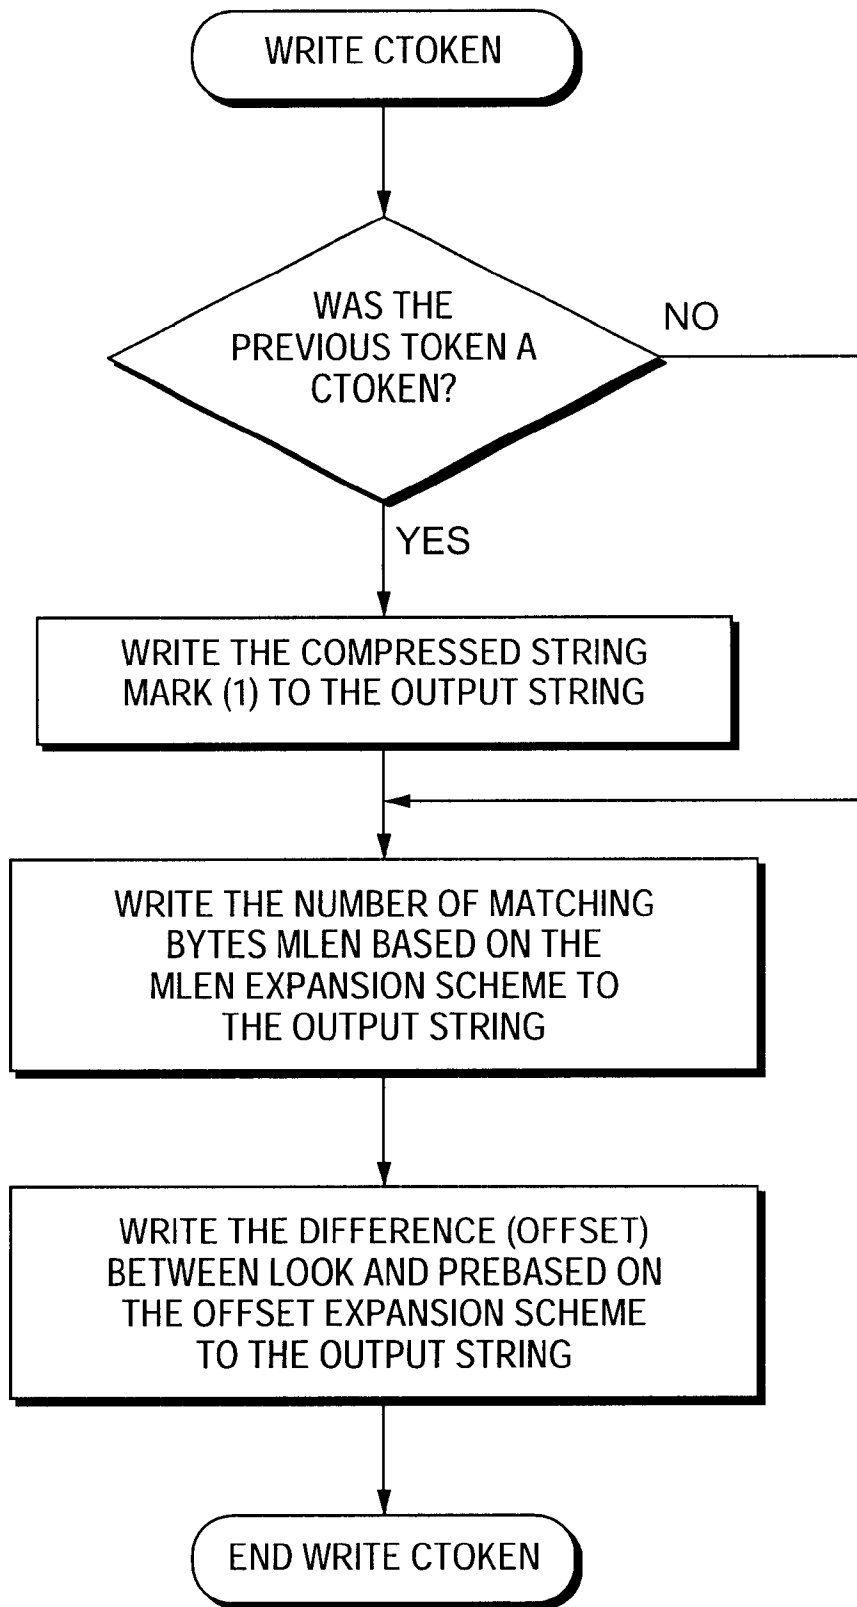 WRITE CTOKEN
WAS THE
PREVIOUS TOKEN A
CTOKEN?
NO
YES
WRITE THE COMPRESSED STRING
MARK (1) TO THE OUTPUT STRING
WRITE THE NUMBER OF MATCHING
BYTES MLEN BASED ON THE
MLEN EXPANSION SCHEME TO
THE OUTPUT STRING
WRITE THE DIFFERENCE (OFFSET)
BETWEEN LOOK AND PREBASED ON
THE OFFSET EXPANSION SCHEME
TO THE OUTPUT STRING
END WRITE CTOKEN